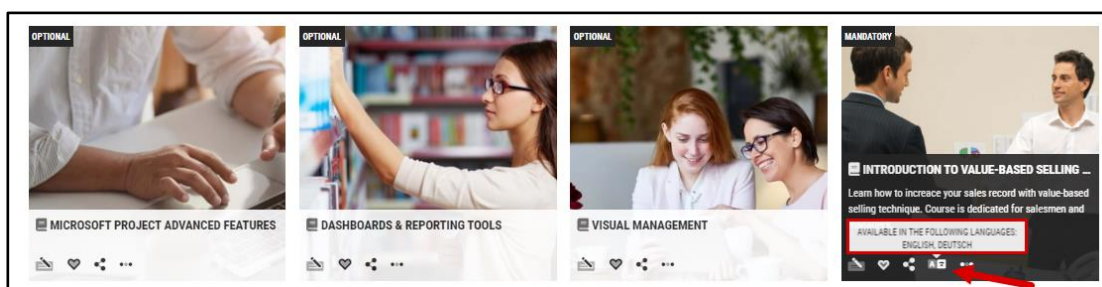 OPTIONAL
MICROSOFT PROJECT ADVANCED FEATURES
OPTIONAL
DASHBOARDS & REPORTING TOOLS
OPTIONAL
VISUAL MANAGEMENT
MANDATORY
INTRODUCTION TO VALUE-BASED SELLING ...
Learn how to increace your sales record with value-based
selling technique. Course is dedicated for salesmen and
AVAILABLE IN THE FOLLOWING LANGUAGES:
ENGLISH, DEUTSCH